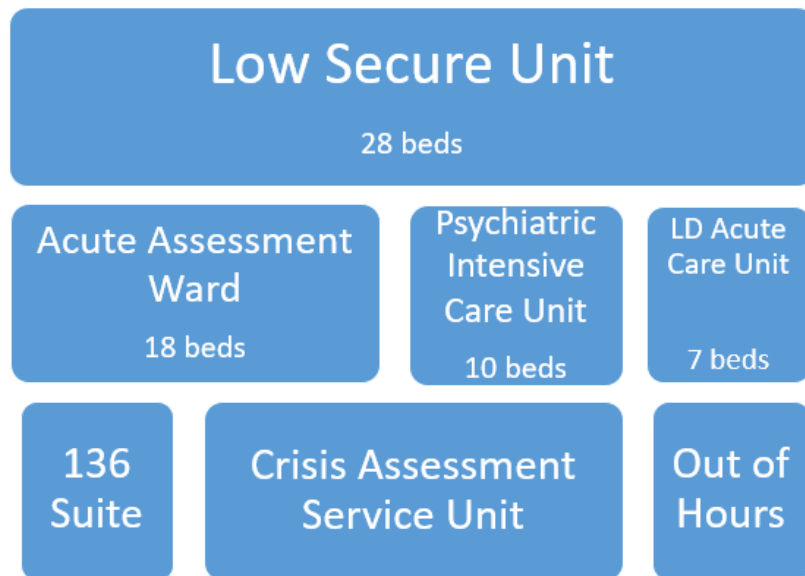 Low Secure Unit
28 beds
Acute Assessment
Ward
18 beds
Psychiatric
Intensive
Care Unit
10 beds
LD Acute
Care Unit
7 beds
136
Suite
Crisis Assessment
Service Unit
Out of
Hours